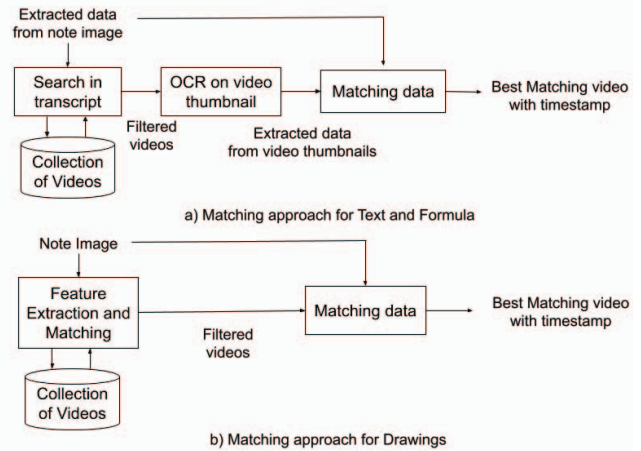 Extracted data
from note image
Search in
transcript
OCR on video
thumbnail
Matching data
Best Matching video
with timestamp
Filtered
videos
Extracted data
from video thumbnails
Collection
of Videos
a) Matching approach for Text and Formula
Note Image
Feature
Extraction and
Matching
Matching data
Best Matching video
with timestamp
Filtered
videos
Collection
of Videos
b) Matching approach for Drawings